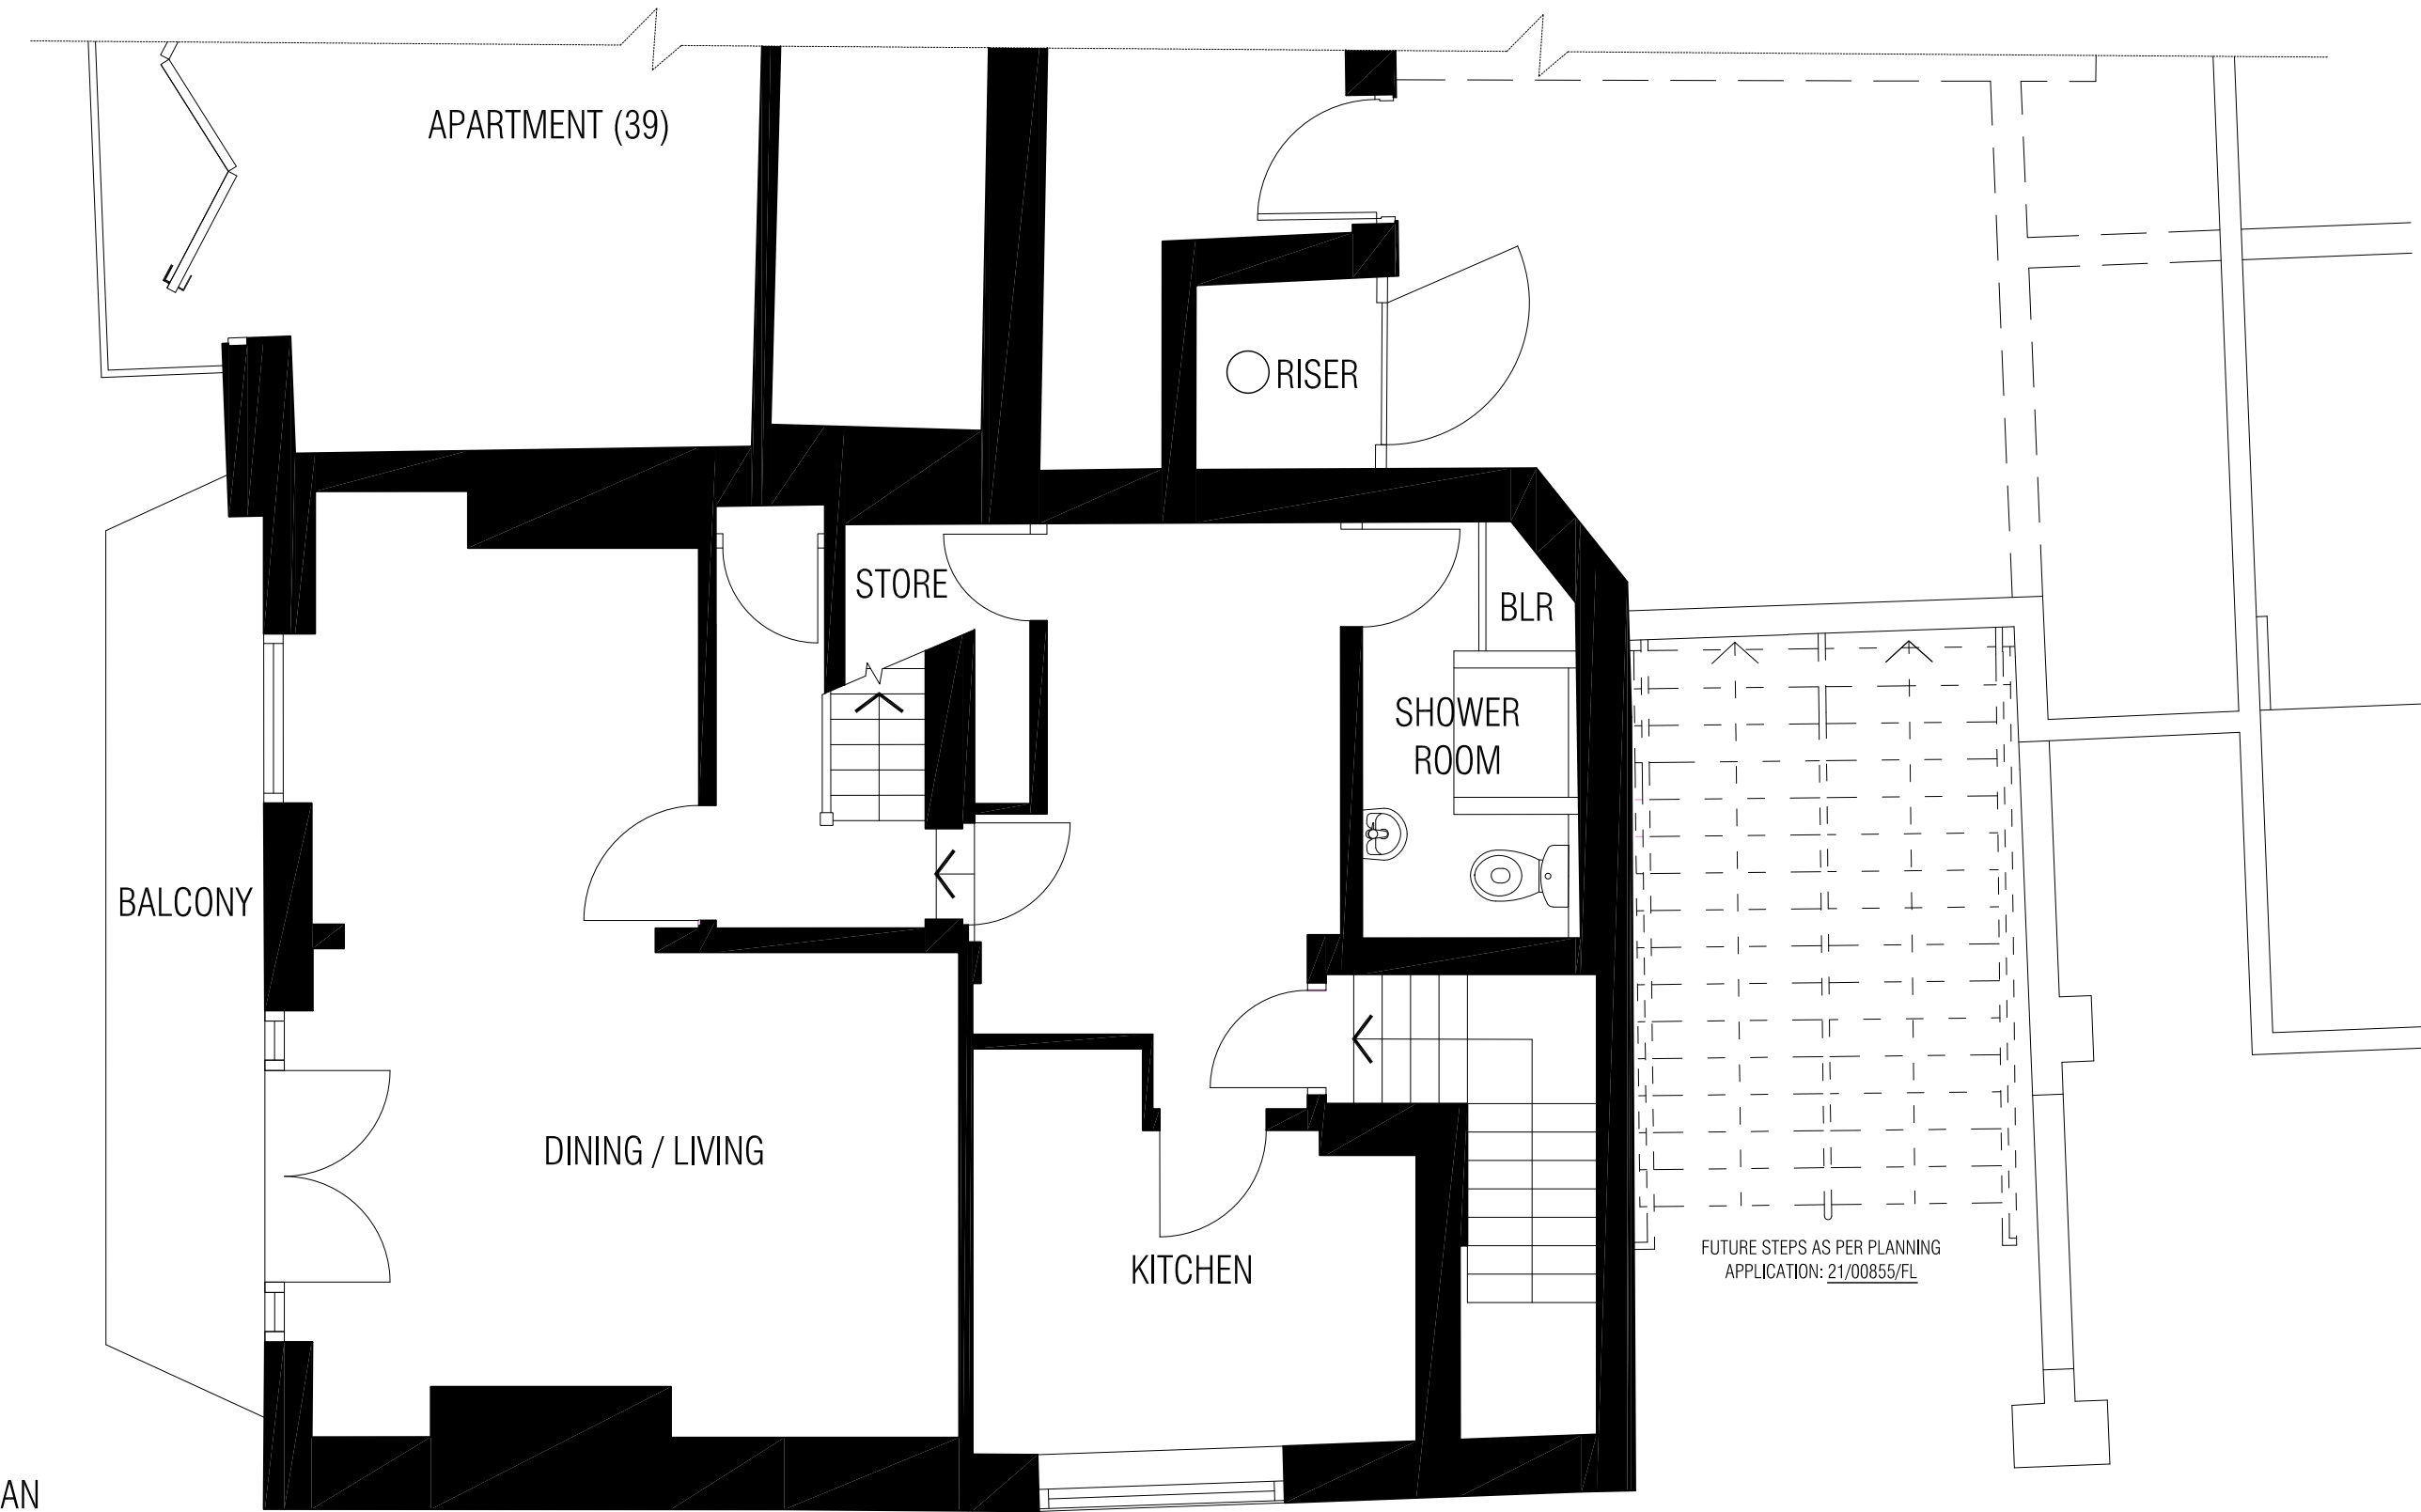 APARTMENT (39)
RISER
STORE
BLR
SHOWER
ROOM
BALCONY
DINING / LIVING
KITCHEN
FUTURE STEPS AS PER PLANNING
APPLICATION: 21/00855/FL
AN